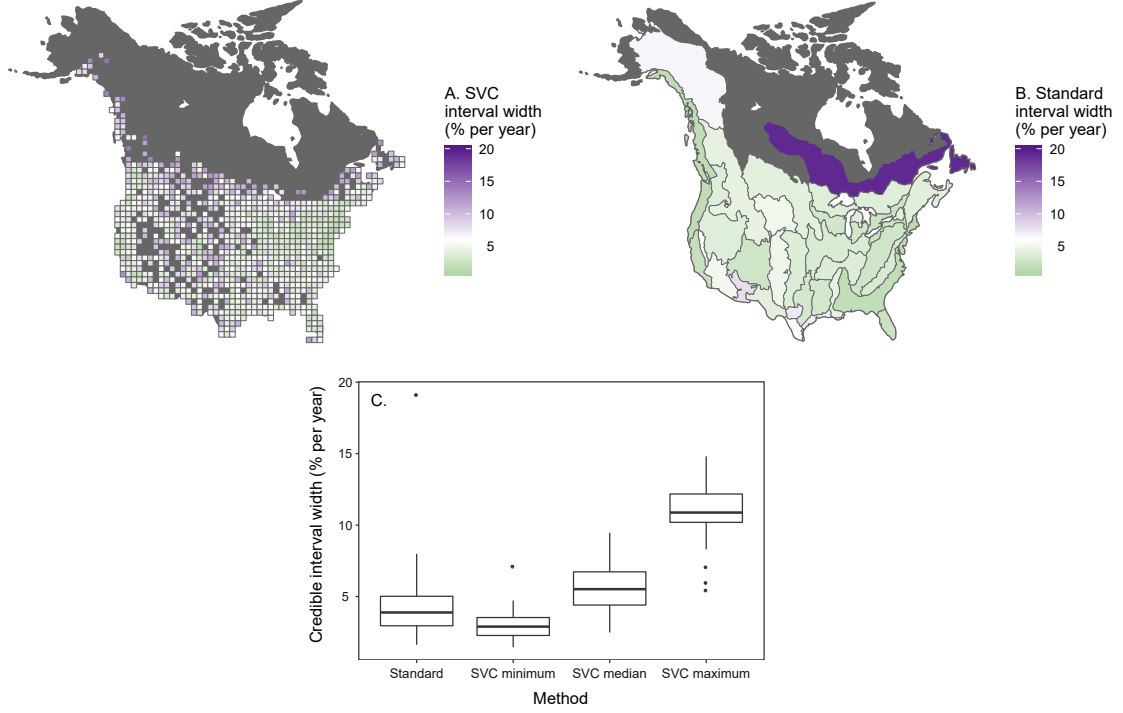 A. SVC
interval width
(% per year)
20
15
10
5
B. Standard
interval width
(% per year)
20
15
10
5
C.
Credible interval width (% per year)
20
15
10
5
Standard
SVC minimum
SVC median
SVC maximum
Method